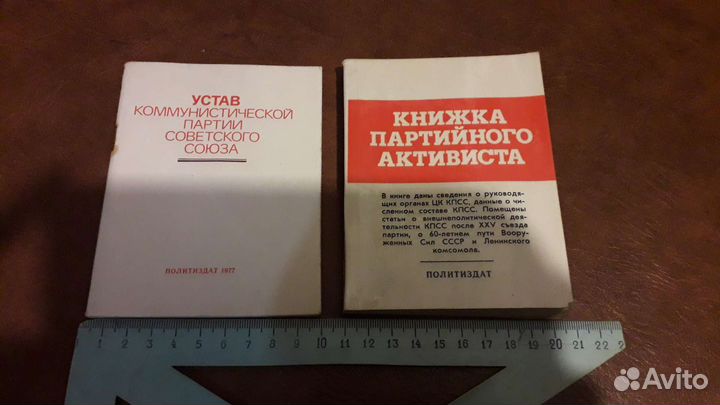 УСТАВ
КОММУНИСТИЧЕСКОЙ
ПАРТИИ
СОВЕТСКОГО
СОЮЗА
ПОЛИТИЗДАТ 1977
КНИЖКА
ПАРТИЙНОГО
АКТИВИСТА
В книге даны сведения о руководя-
щих органах ЦК КПСС, данные о чи-
сленном составе КПСС. Помещены
статьи о внешнеполитической дея-
тельности КПСС после XXV съезда
партии, о 60-летнем пути Воору-
женных Сил СССР и Ленинского
комсомола.
ПОЛИТИЗДАТ
1 2 3 4 5 6 7 8 9 10 11 12 13 14 15 16 17 18 19 20 21 22 2
Avito